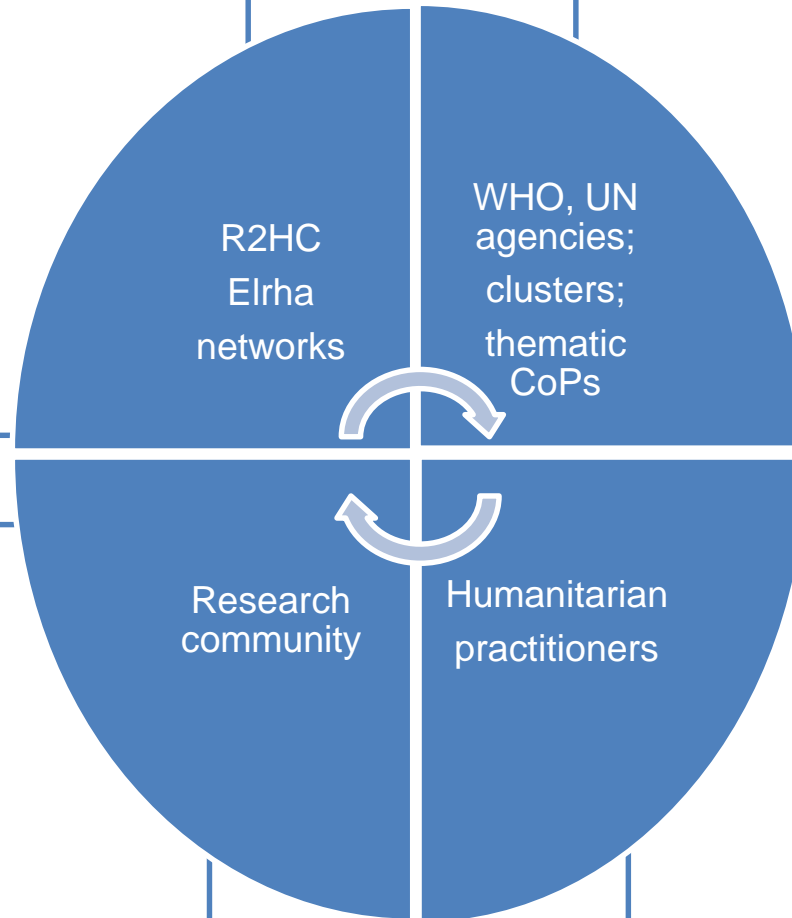 R2HC
Elrha
networks
WHO, UN
agencies;
clusters;
thematic
CoPs
Research
community
Humanitarian
practitioners